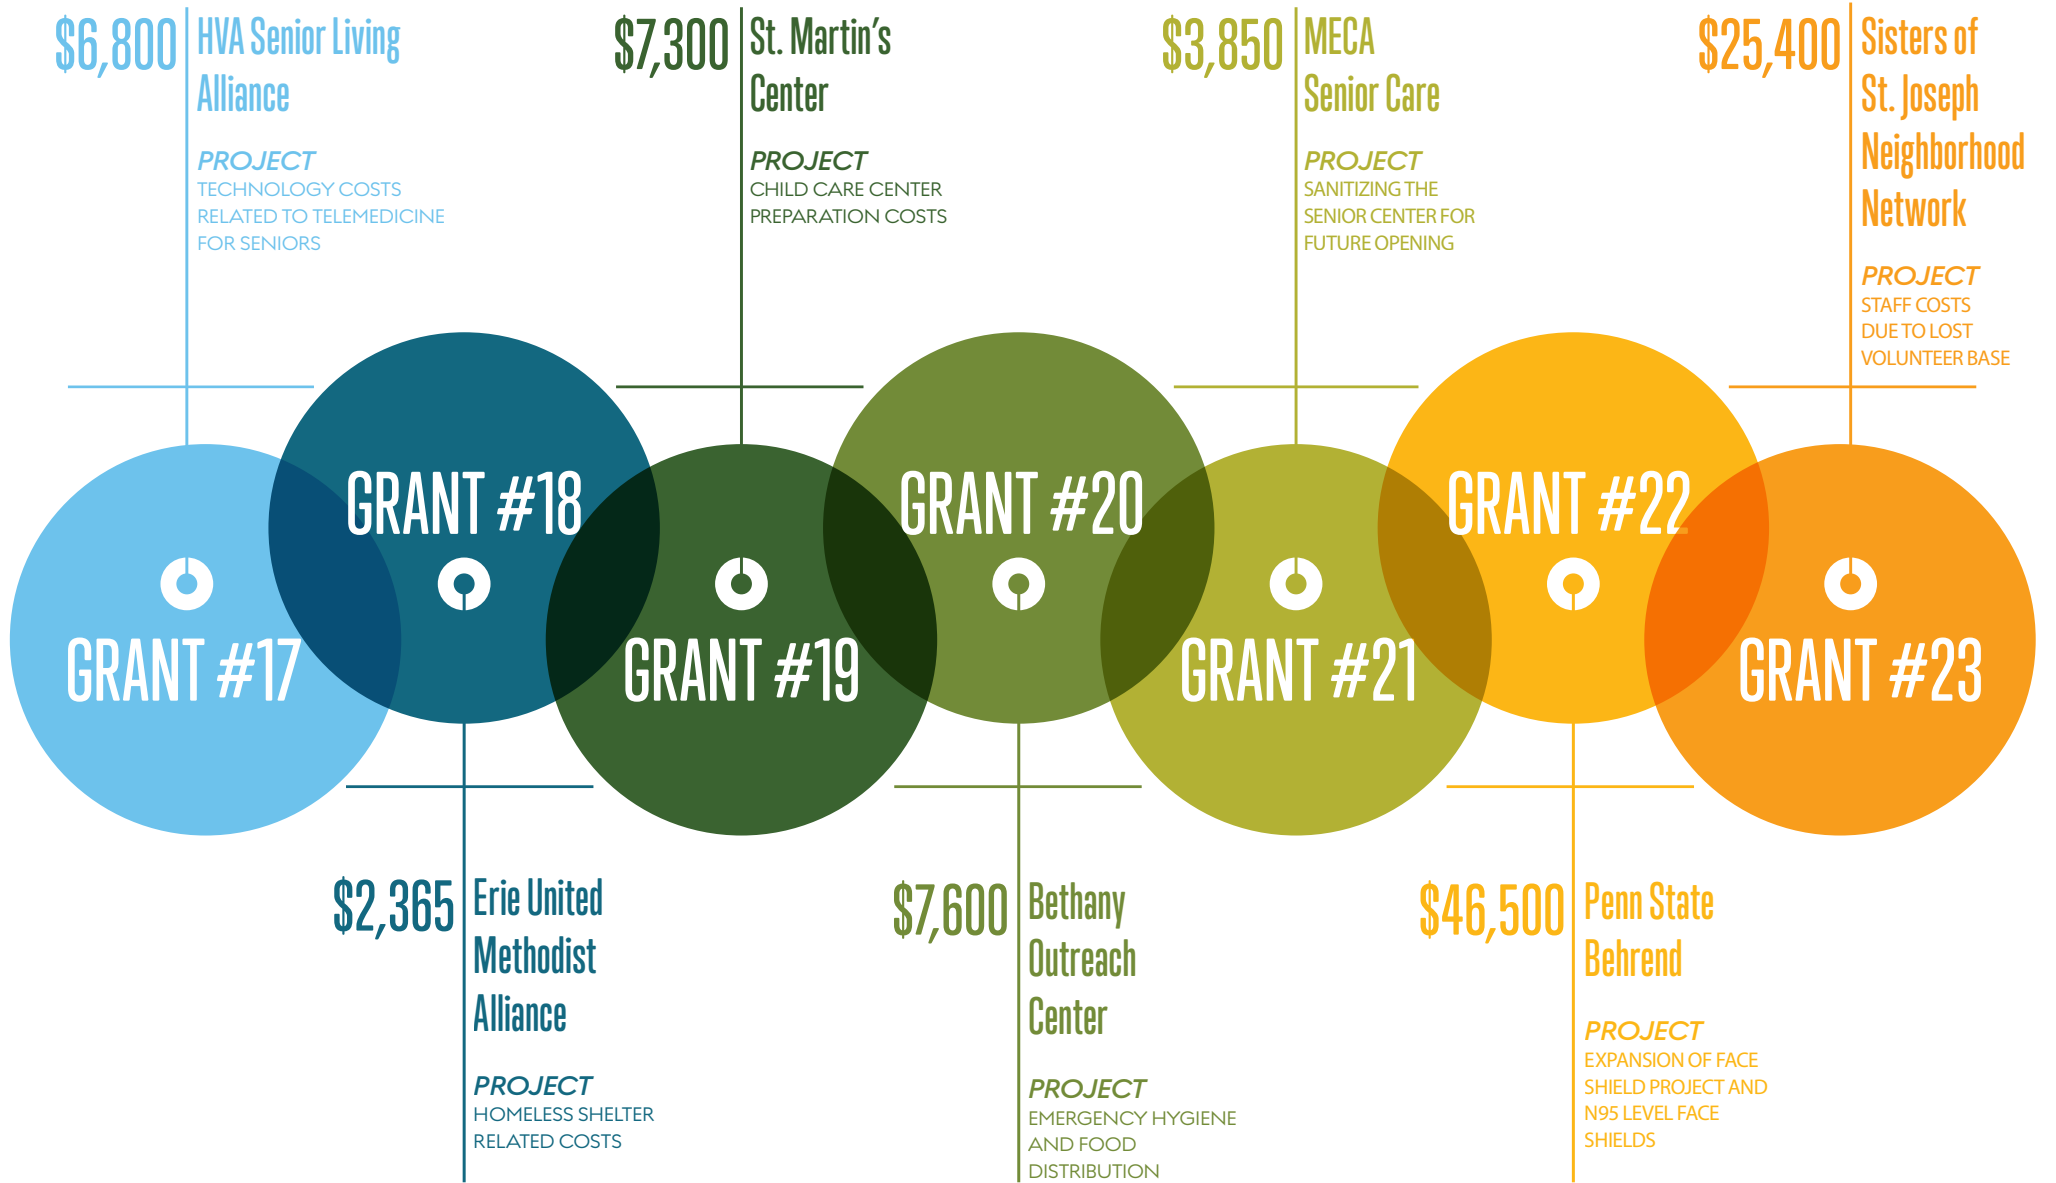 $6,800
HVA Senior Living
Alliance
PROJECT
TECHNOLOGY COSTS
RELATED TO TELEMEDICINE
FOR SENIORS
$7,300
St. Martin's
Center
PROJECT
CHILD CARE CENTER
PREPARATION COSTS
$3,850
MECA
Senior Care
PROJECT
SANITIZING THE
SENIOR CENTER FOR
FUTURE OPENING
$25,400
Sisters of
St. Joseph
Neighborhood
Network
PROJECT
STAFF COSTS
DUE TO LOST
VOLUNTEER BASE
GRANT #17
GRANT #18
GRANT #19
GRANT #20
GRANT #21
GRANT #22
GRANT #23
$2,365
Erie United
Methodist
Alliance
PROJECT
HOMELESS SHELTER
RELATED COSTS
$7,600
Bethany
Outreach
Center
PROJECT
EMERGENCY HYGIENE
AND FOOD
DISTRIBUTION
$46,500
Penn State
Behrend
PROJECT
EXPANSION OF FACE
SHIELD PROJECT AND
N95 LEVEL FACE
SHIELDS